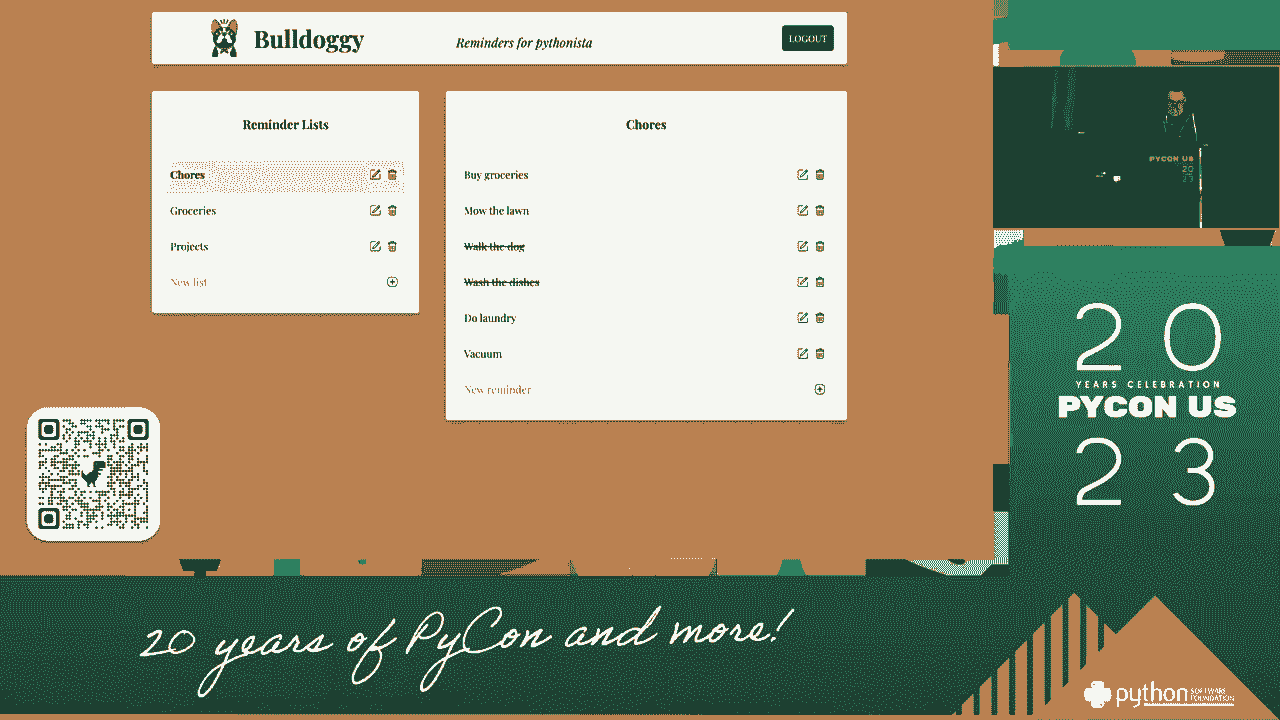 Bulldoggy
Reminders for pythonista
LOGOUT
Reminder Lists
Chores
Groceries
Projects
New list
Chores
Buy groceries
Mow the lawn
Walk the dog
Wash the dishes
Do laundry
Vacuum
New reminder
PYCON US
20
23
20
YEARS CELEBRATION
PYCON US
23
20 years of PyCon and more!
python
SOFTWARE
FOUNDATION